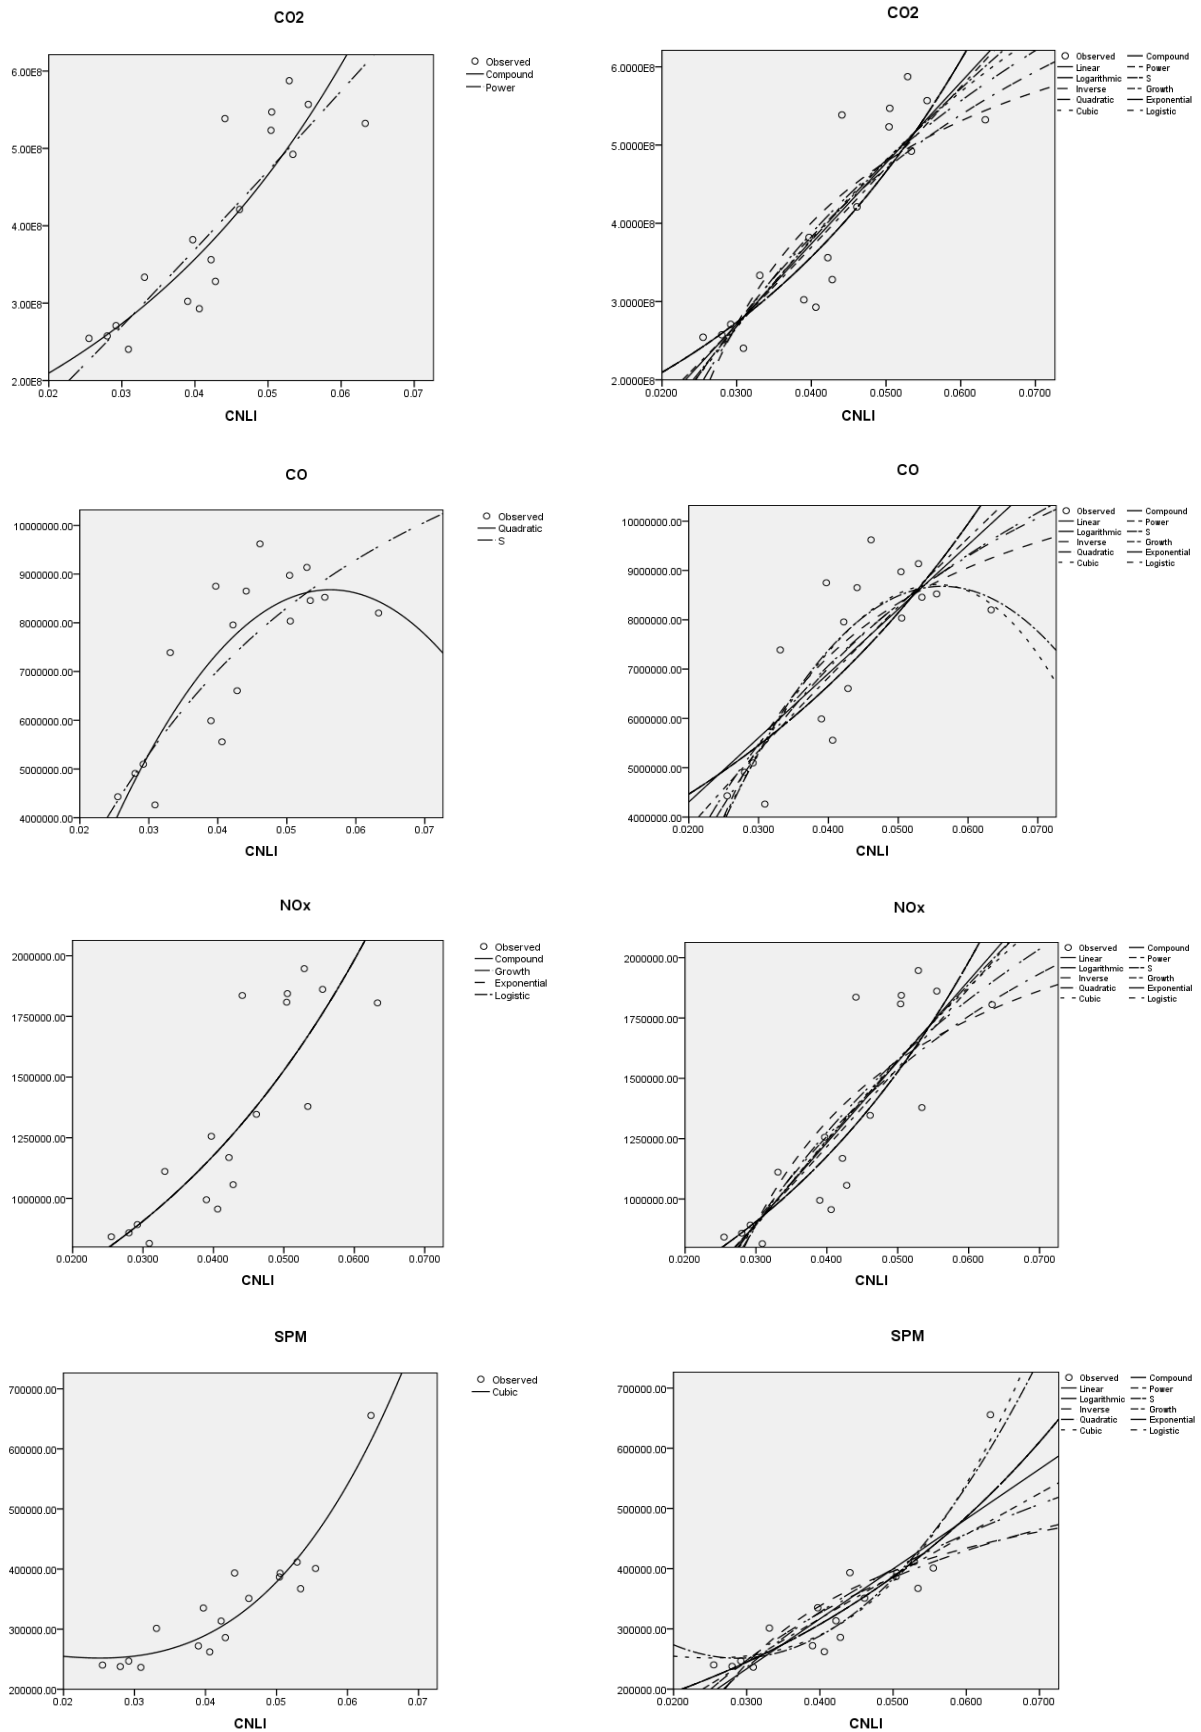 CO2
6.00E8
5.00E8
4.00E8
3.00E8
2.00E8
0.02 0.03 0.04 0.05 0.06 0.07
CNLI
Observed
Compound
Power
CO2
6.0000E8
5.0000E8
4.0000E8
3.0000E8
2.0000E8
0.0200 0.0300 0.0400 0.0500 0.0600 0.0700
CNLI
Observed Compound
Linear Power
Logarithmic S
Inverse Growth
Quadratic Exponential
Cubic Logistic
CO
10000000.00
9000000.00
8000000.00
7000000.00
6000000.00
5000000.00
4000000.00
0.02 0.03 0.04 0.05 0.06 0.07
CNLI
Observed
Quadratic
S
CO
10000000.00
9000000.00
8000000.00
7000000.00
6000000.00
5000000.00
4000000.00
0.0200 0.0300 0.0400 0.0500 0.0600 0.0700
CNLI
Observed Compound
Linear Power
Logarithmic S
Inverse Growth
Quadratic Exponential
Cubic Logistic
NOx
2000000.00
1750000.00
1500000.00
1250000.00
1000000.00
0.0200 0.0300 0.0400 0.0500 0.0600 0.0700
CNLI
Observed
Compound
Growth
Exponential
Logistic
NOx
2000000.00
1750000.00
1500000.00
1250000.00
1000000.00
0.0200 0.0300 0.0400 0.0500 0.0600 0.0700
CNLI
Observed Compound
Linear Power
Logarithmic S
Inverse Growth
Quadratic Exponential
Cubic Logistic
SPM
700000.00
600000.00
500000.00
400000.00
300000.00
200000.00
0.02 0.03 0.04 0.05 0.06 0.07
CNLI
Observed
Cubic
SPM
700000.00
600000.00
500000.00
400000.00
300000.00
200000.00
0.0200 0.0300 0.0400 0.0500 0.0600 0.0700
CNLI
Observed Compound
Linear Power
Logarithmic S
Inverse Growth
Quadratic Exponential
Cubic Logistic